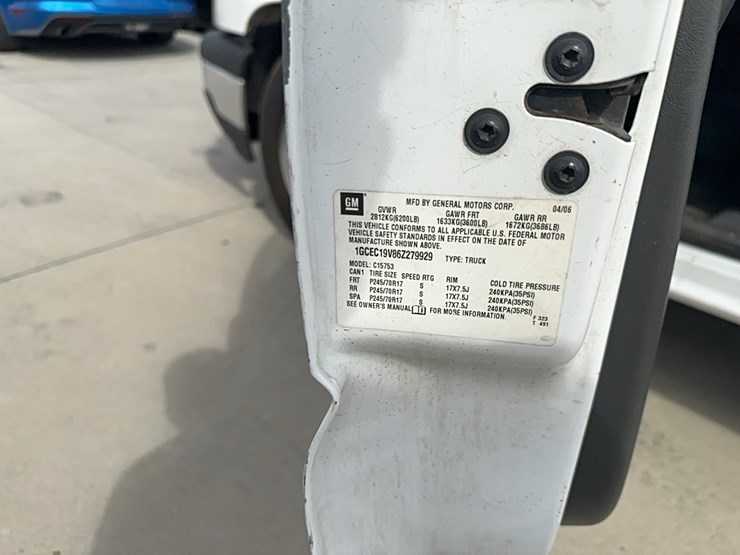 GM MFD BY GENERAL MOTORS CORP. 04/06
GVWR GAWR FRT GAWR RR
2812KG(6200LB) 1633KG(3600LB) 1672KG(3686LB)
THIS VEHICLE CONFORMS TO ALL APPLICABLE U.S. FEDERAL MOTOR
VEHICLE SAFETY STANDARDS IN EFFECT ON THE DATE OF
MANUFACTURE SHOWN ABOVE.
1GCEC19V86Z279929 TYPE: TRUCK
MODEL: C15753
CAN1 TIRE SIZE SPEED RTG RIM COLD TIRE PRESSURE
FRT P245/70R17 S 17X7.5J 240KPA(35PSI)
RR P245/70R17 S 17X7.5J 240KPA(35PSI)
SPA P245/70R17 S 17X7.5J 240KPA(35PSI)
SEE OWNER'S MANUAL FOR MORE INFORMATION.
F 323
T 491